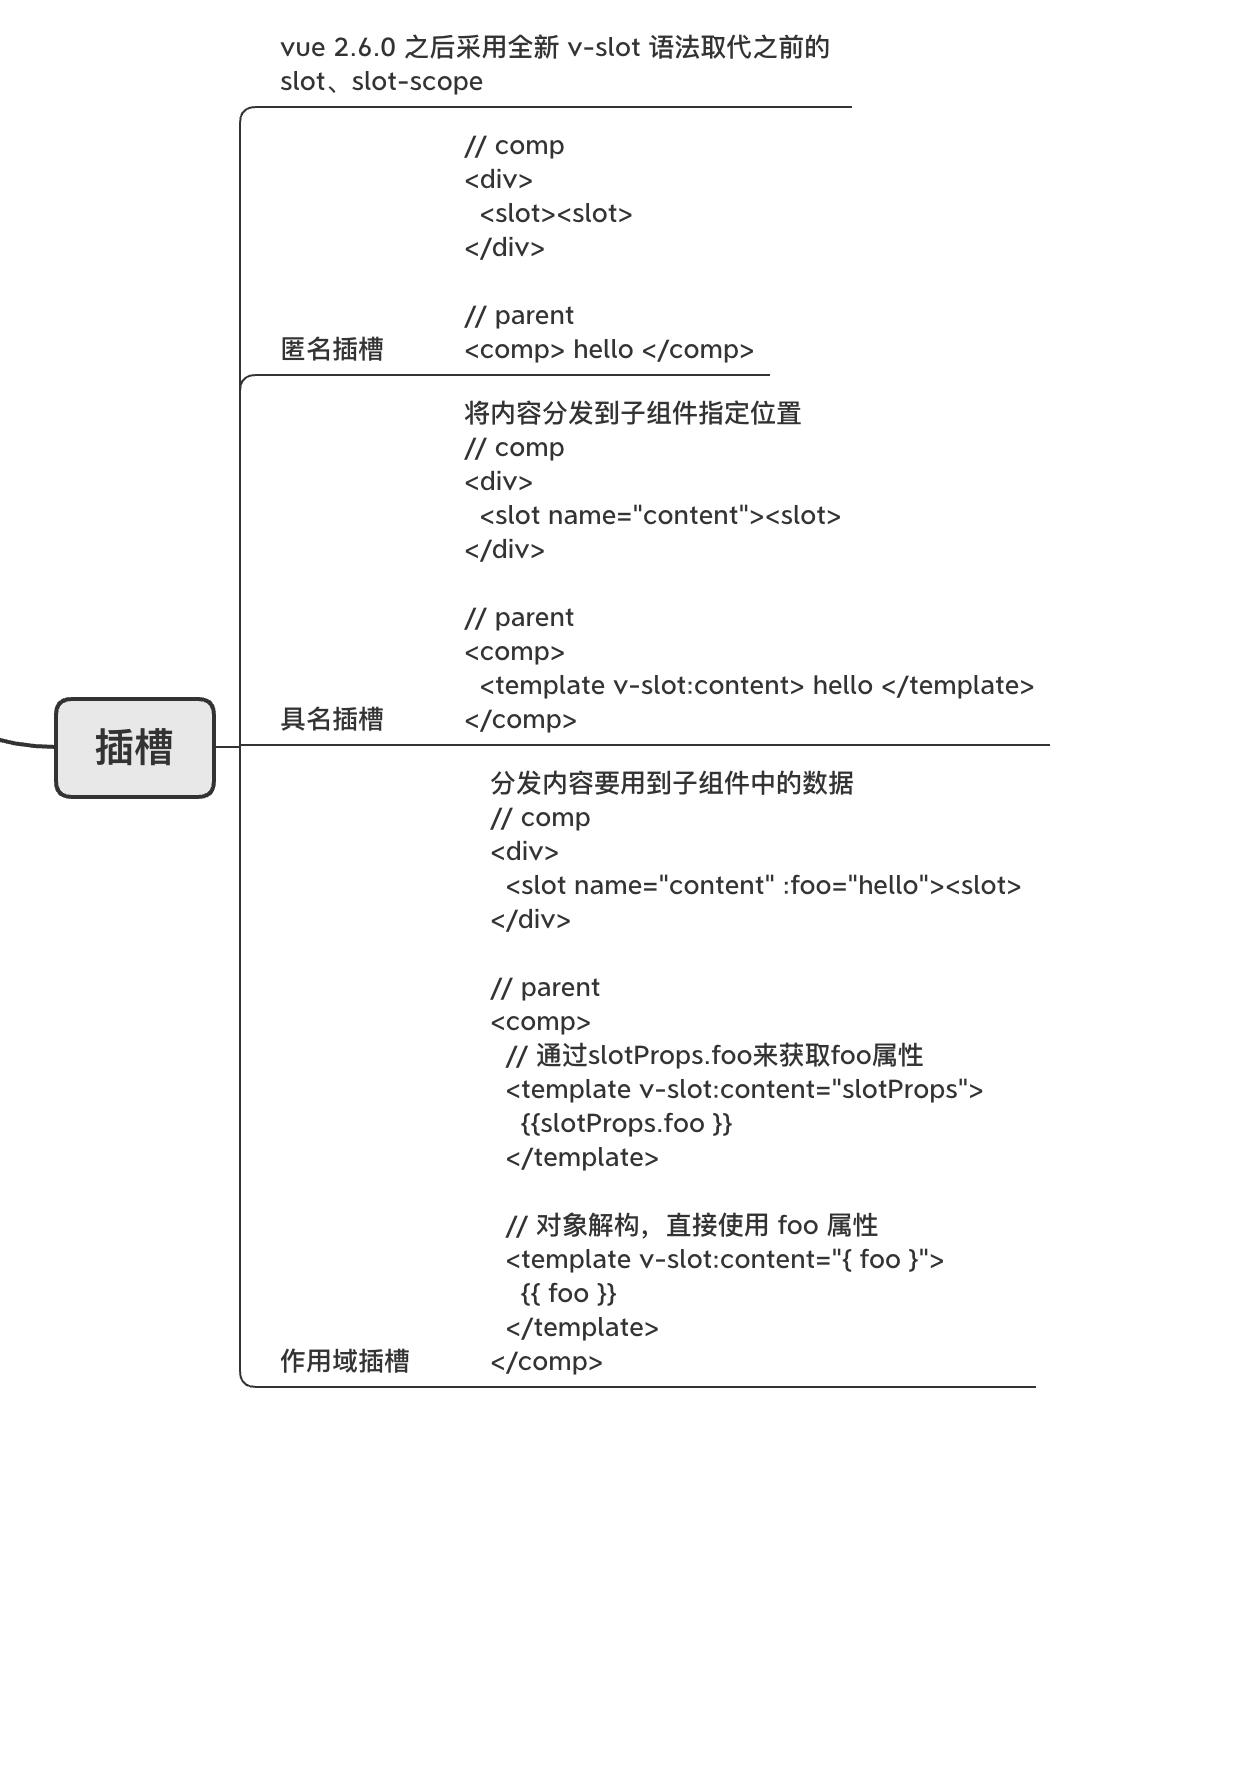 vue 2.6.0 之后采用全新 v-slot 语法取代之前的
slot、slot-scope
// comp
<div>
  <slot><slot>
</div>

// parent
匿名插槽
<comp> hello </comp>
将内容分发到子组件指定位置
// comp
<div>
  <slot name="content"><slot>
</div>

// parent
<comp>
  <template v-slot:content> hello </template>
具名插槽
</comp>
插槽
分发内容要用到子组件中的数据
// comp
<div>
  <slot name="content" :foo="hello"><slot>
</div>

// parent
<comp>
  // 通过slotProps.foo来获取foo属性
  <template v-slot:content="slotProps">
    {{slotProps.foo }}
  </template>

  // 对象解构，直接使用 foo 属性
  <template v-slot:content="{ foo }">
    {{ foo }}
  </template>
作用域插槽
</comp>